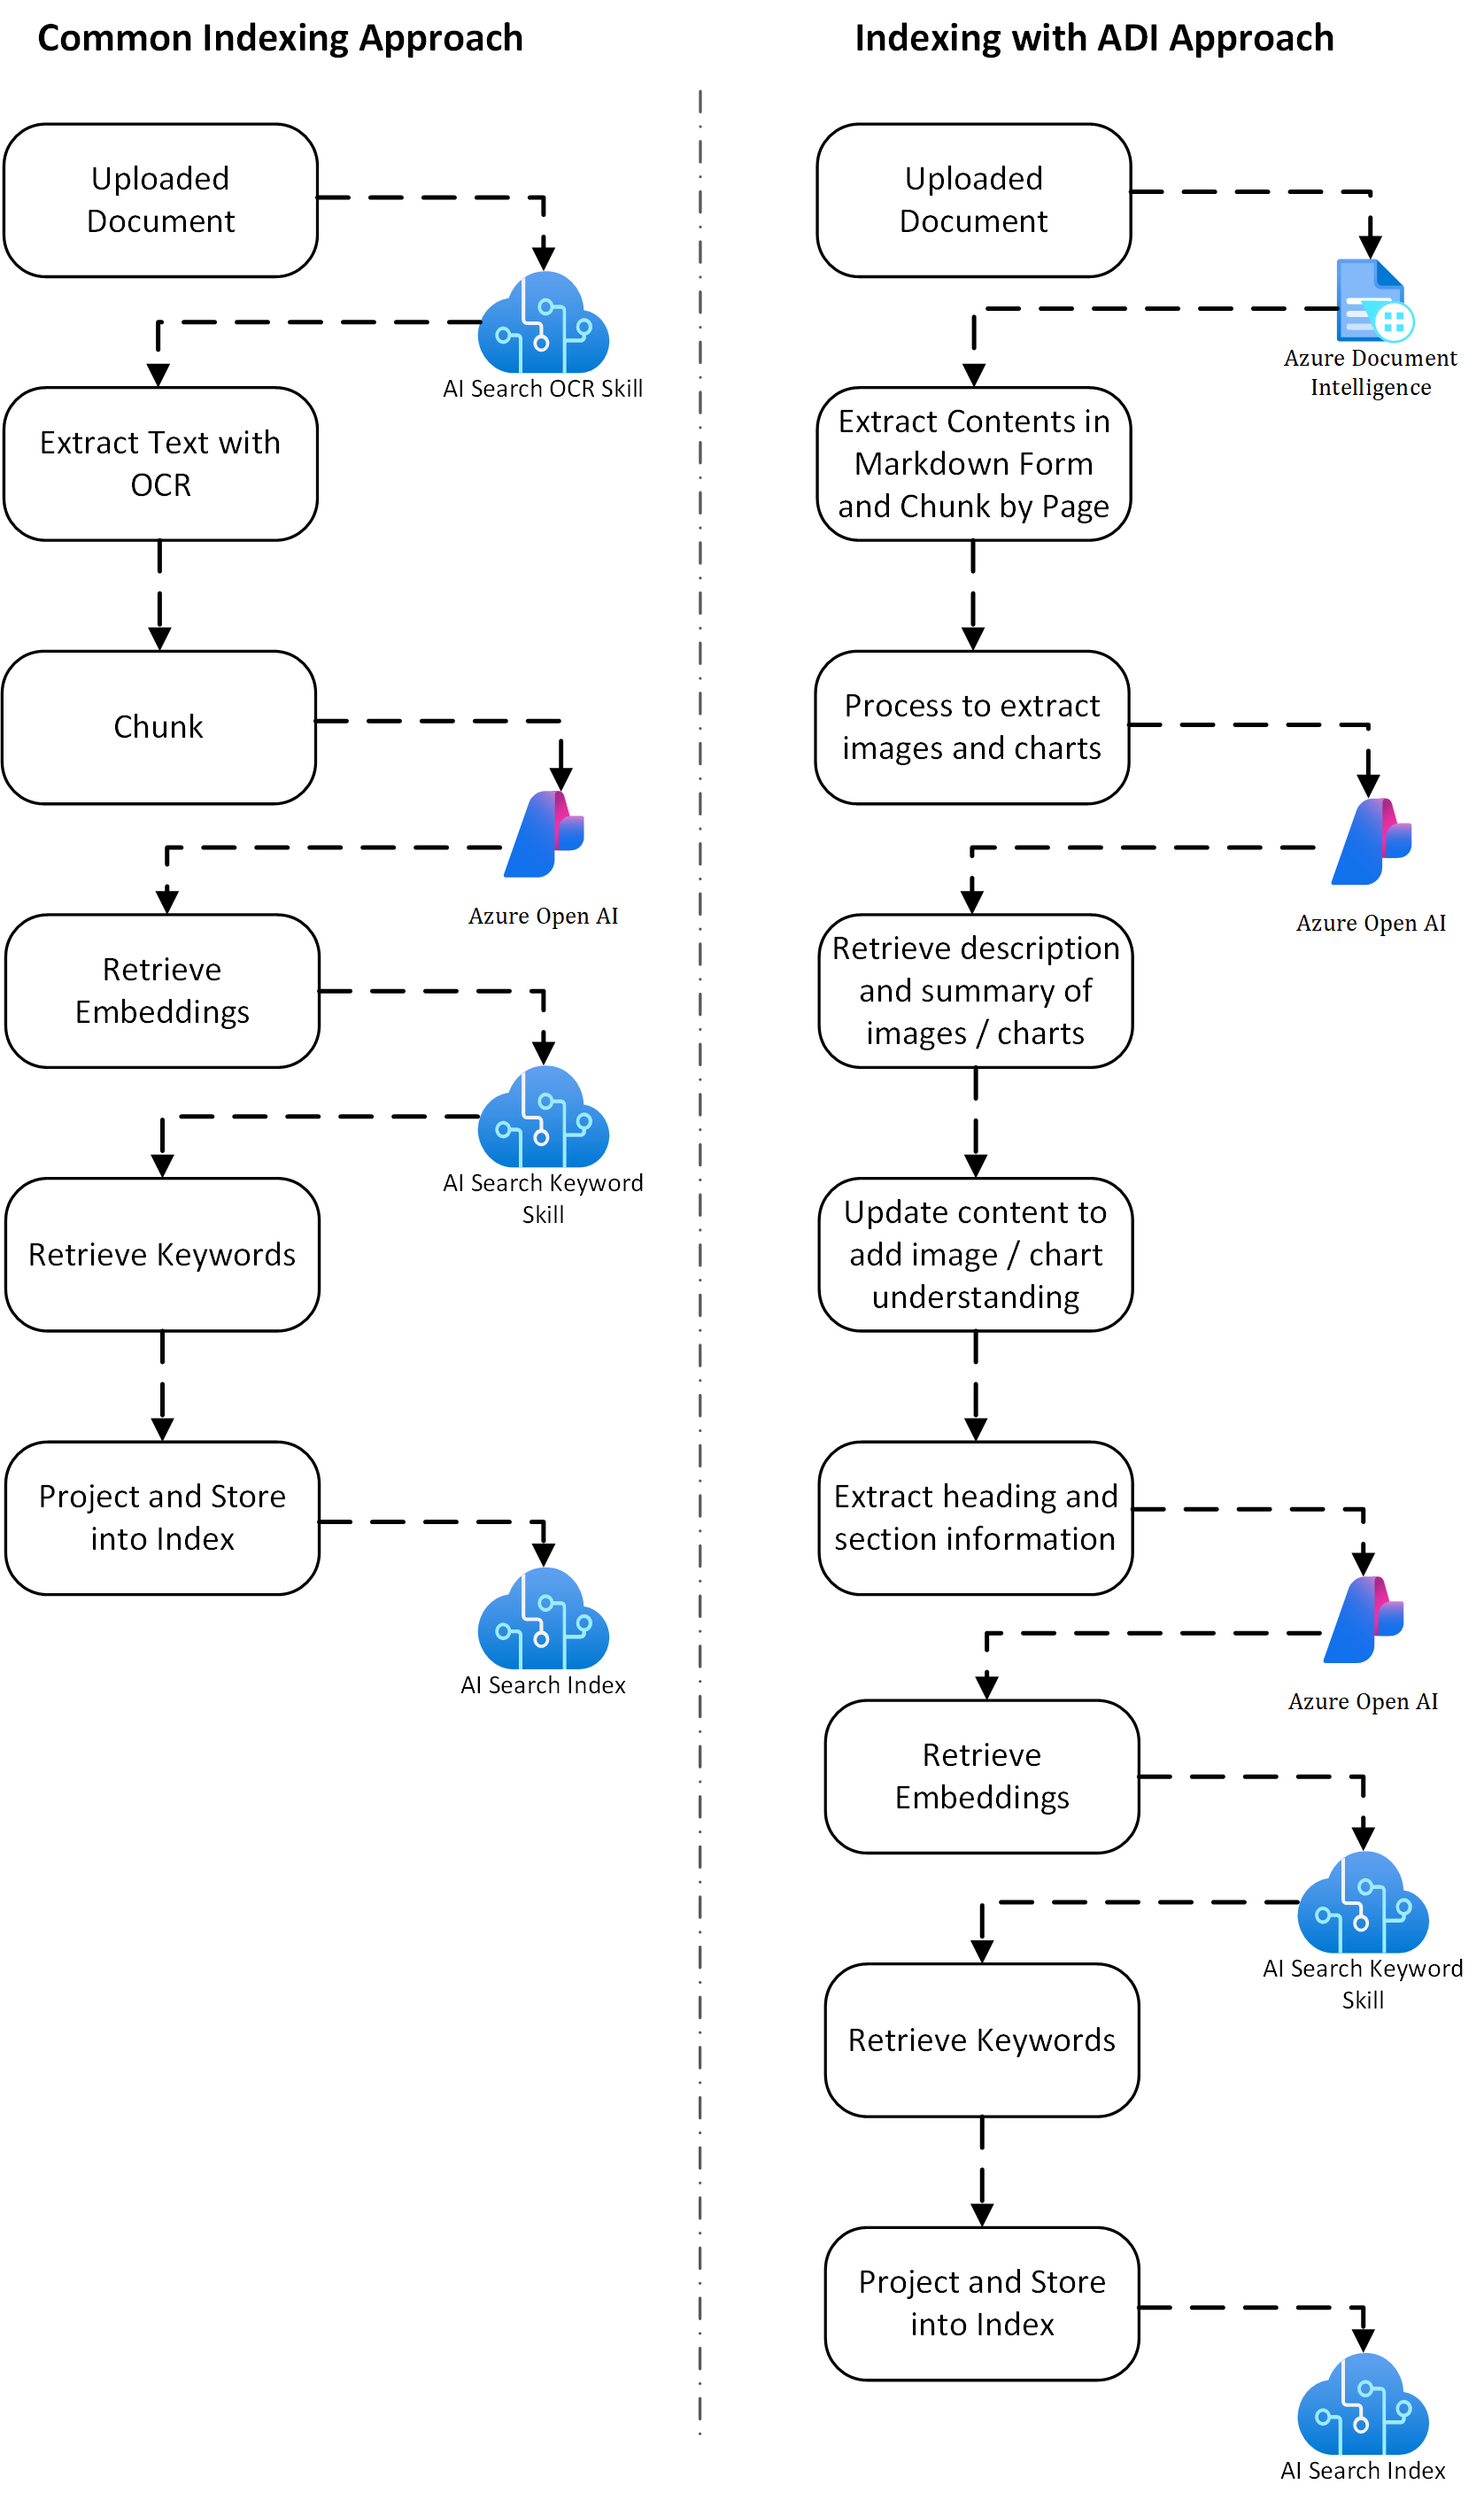 Common Indexing Approach
Uploaded
Document
AI Search OCR Skill
Extract Text with
OCR
Chunk
Azure Open AI
Retrieve
Embeddings
AI Search Keyword
Skill
Retrieve Keywords
Project and Store
into Index
AI Search Index
Indexing with ADI Approach
Uploaded
Document
Azure Document
Intelligence
Extract Contents in
Markdown Form
and Chunk by Page
Process to extract
images and charts
Azure Open AI
Retrieve description
and summary of
images / charts
Update content to
add image / chart
understanding
Extract heading and
section information
Azure Open AI
Retrieve
Embeddings
AI Search Keyword
Skill
Retrieve Keywords
Project and Store
into Index
AI Search Index